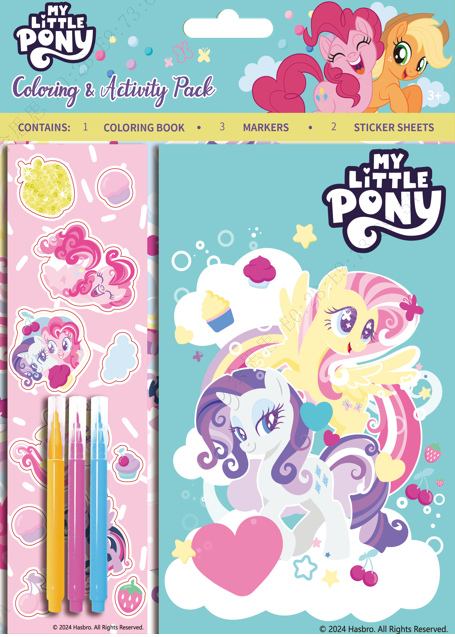 MY
LITTLE
PONY
Coloring & Activity Pack
3+
CONTAINS: 1 COLORING BOOK • 3 MARKERS • 2 STICKER SHEETS
MY
LITTLE
PONY
© 2024 Hasbro. All Rights Reserved.
© 2024 Hasbro. All Rights Reserved.